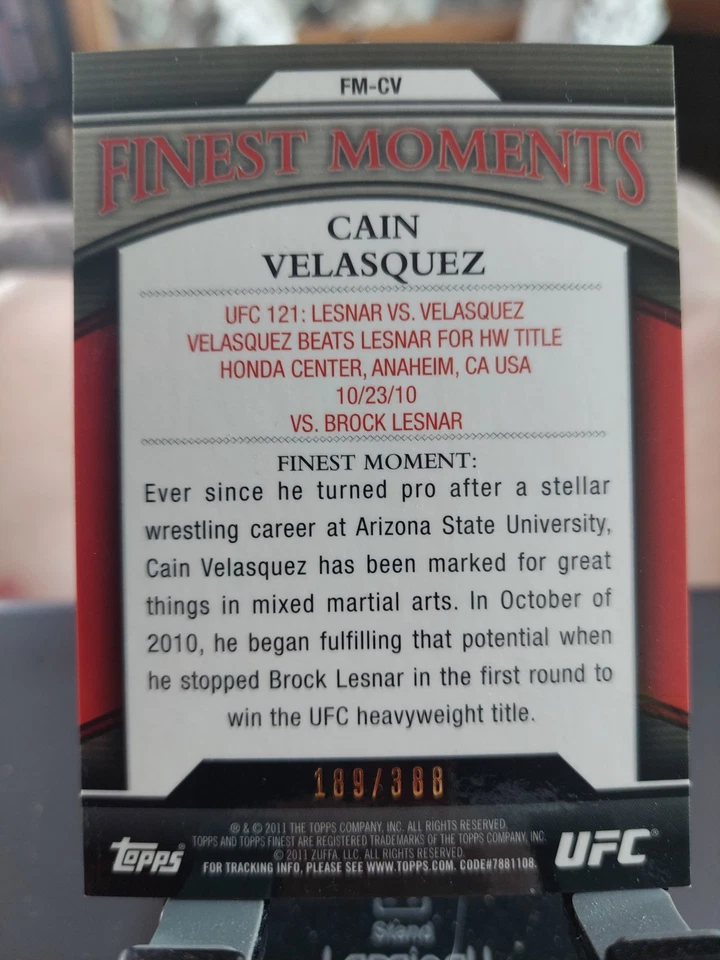 FM-CV
FINEST MOMENTS
CAIN
VELASQUEZ
UFC 121: LESNAR VS. VELASQUEZ
VELASQUEZ BEATS LESNAR FOR HW TITLE
HONDA CENTER, ANAHEIM, CA USA
10/23/10
VS. BROCK LESNAR
FINEST MOMENT:
Ever since he turned pro after a stellar
wrestling career at Arizona State University,
Cain Velasquez has been marked for great
things in mixed martial arts. In October of
2010, he began fulfilling that potential when
he stopped Brock Lesnar in the first round to
win the UFC heavyweight title.
189/388
® & © 2011 THE TOPPS COMPANY, INC. ALL RIGHTS RESERVED.
TOPPS AND TOPPS FINEST ARE REGISTERED TRADEMARKS OF THE TOPPS COMPANY, INC.
© 2011 ZUFFA, LLC. ALL RIGHTS RESERVED.
FOR TRACKING INFO, PLEASE SEE WWW.TOPPS.COM. CODE#7881108.
Topps®
UFC®
Stand